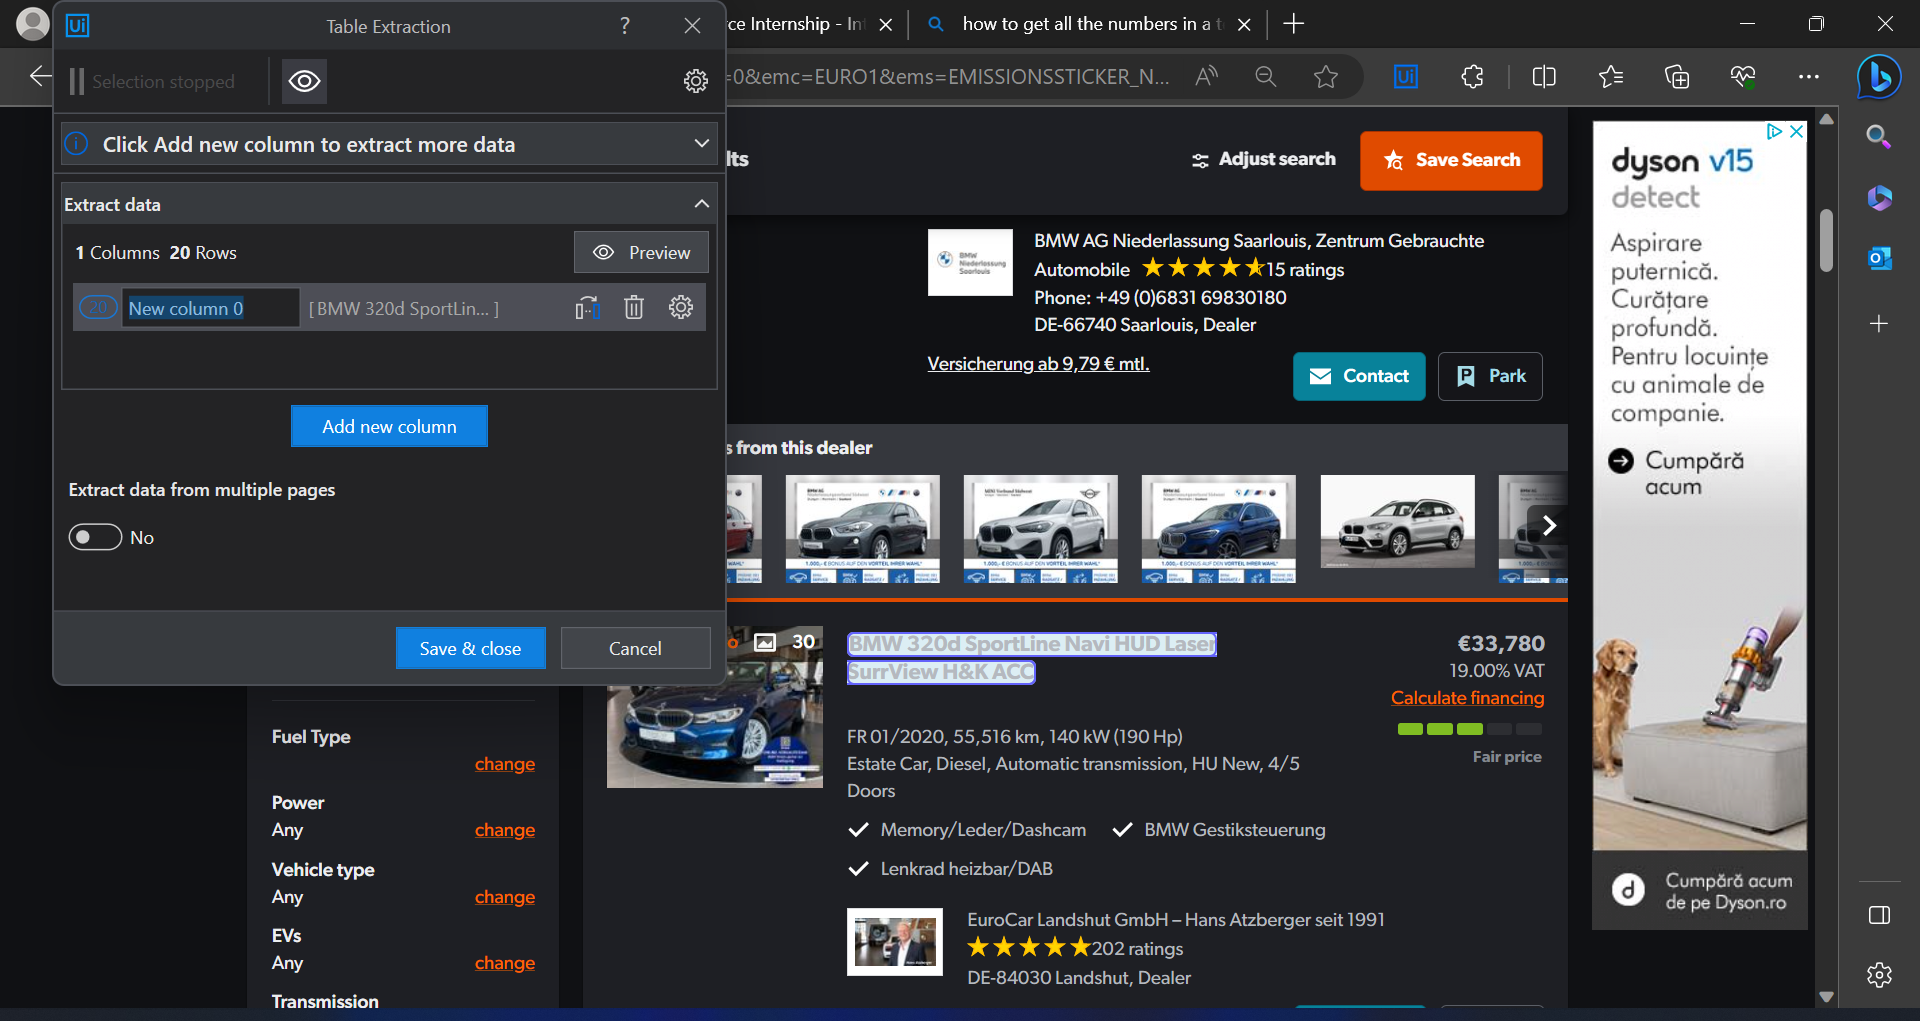 Ui
Table Extraction
?
rce Internship - In
how to get all the numbers in a t
Selection stopped
=0&emc=EURO1&ems=EMISSIONSSTICKER_N...
Ui
Click Add new column to extract more data
Extract data
1 Columns 20 Rows
Preview
20
New column 0
[ BMW 320d SportLin... ]
Add new column
Extract data from multiple pages
No
Save & close
Cancel
lts
Adjust search
Save Search
BMW
Niederlassung
Saarlouis
BMW AG Niederlassung Saarlouis, Zentrum Gebrauchte
Automobile 15 ratings
Phone: +49 (0)6831 69830180
DE-66740 Saarlouis, Dealer
Versicherung ab 9,79 € mtl.
Contact
Park
s from this dealer
30
BMW 320d SportLine Navi HUD Laser
SurrView H&K ACC
€33,780
19.00% VAT
Calculate financing
Fair price
FR 01/2020, 55,516 km, 140 kW (190 Hp)
Estate Car, Diesel, Automatic transmission, HU New, 4/5
Doors
Memory/Leder/Dashcam
BMW Gestiksteuerung
Lenkrad heizbar/DAB
EuroCar Landshut GmbH – Hans Atzberger seit 1991
202 ratings
DE-84030 Landshut, Dealer
Fuel Type
change
Power
Any
change
Vehicle type
Any
change
EVs
Any
change
Transmission
dyson v15
detect
Aspirare
puternică.
Curățare
profundă.
Pentru locuințe
cu animale de
companie.
Cumpără
acum
d
Cumpără acum
de pe Dyson.ro